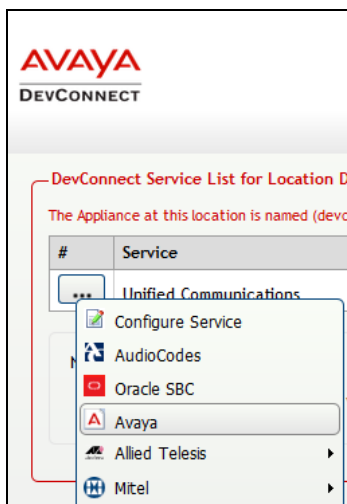 AVAYA
DEVCONNECT
DevConnect Service List for Location D
The Appliance at this location is named (devc
# Service
... Unified Communications
Configure Service
AudioCodes
Oracle SBC
Avaya
Allied Telesis
Mitel